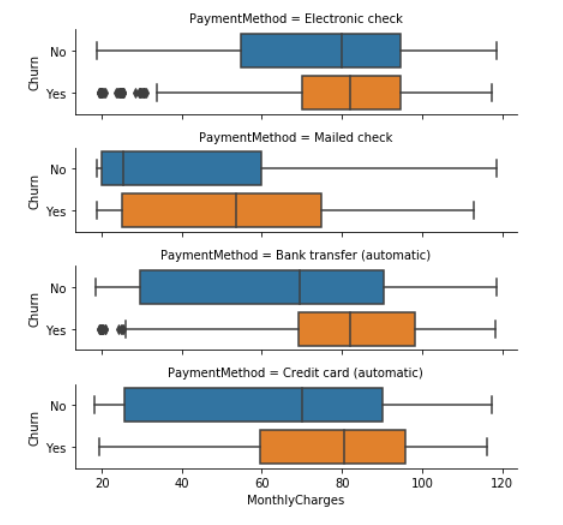 PaymentMethod = Electronic check
Churn
No
Yes
PaymentMethod = Mailed check
Churn
No
Yes
PaymentMethod = Bank transfer (automatic)
Churn
No
Yes
PaymentMethod = Credit card (automatic)
Churn
No
Yes
20 40 60 80 100 120
MonthlyCharges